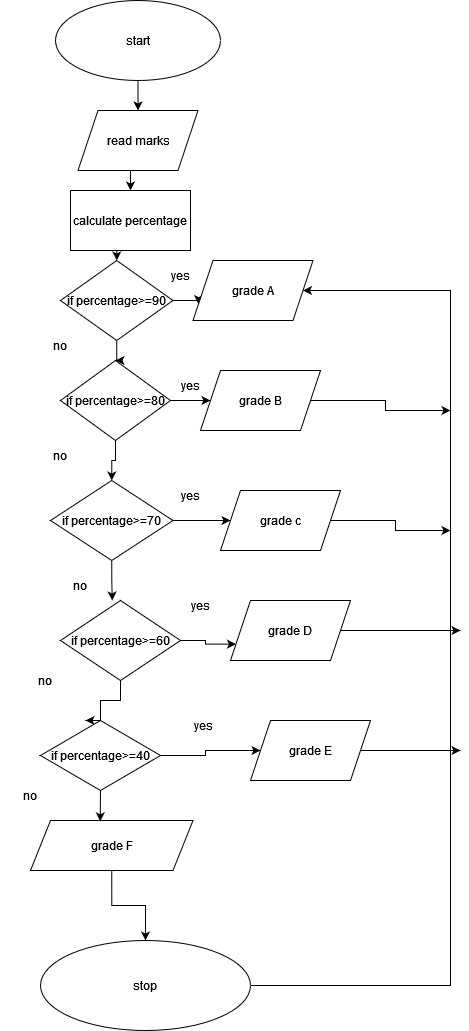 start
read marks
calculate percentage
yes
if percentage>=90
grade A
no
yes
if percentage>=80
grade B
no
yes
if percentage>=70
grade c
no
yes
if percentage>=60
grade D
no
yes
if percentage>=40
grade E
no
grade F
stop